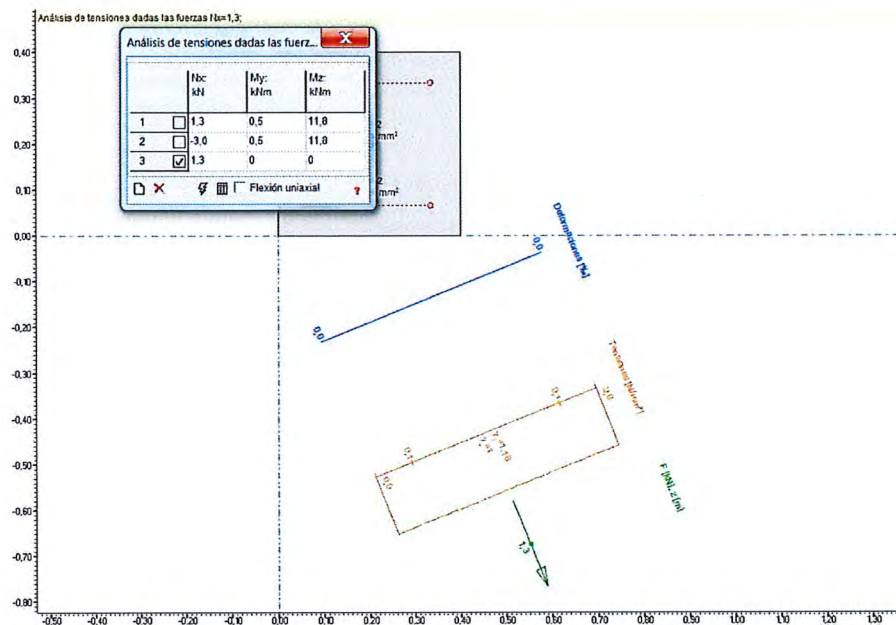 Análisis de tensiones dadas las fuerzas Nx=1,3;
Análisis de tensiones dadas las fuerz...
Nx: My: Mz:
kN kNm kNm
1 1,3 0,5 11,8
2 -3,0 0,5 11,8
3 1,3 0 0
Flexión uniaxial ?
2
mm²
2
mm²
0,40
0,30
0,20
0,10
0,00
-0,10
-0,20
-0,30
-0,40
-0,50
-0,60
-0,70
-0,80
Deformaciones [‰]
0,0
0,0
Tensiones [N/mm²]
0,0
0,1
0,1
0,0
F [kN], z [m]
1,3
-0,50 -0,40 -0,30 -0,20 -0,10 0,00 0,10 0,20 0,30 0,40 0,50 0,60 0,70 0,80 0,90 1,00 1,10 1,20 1,30